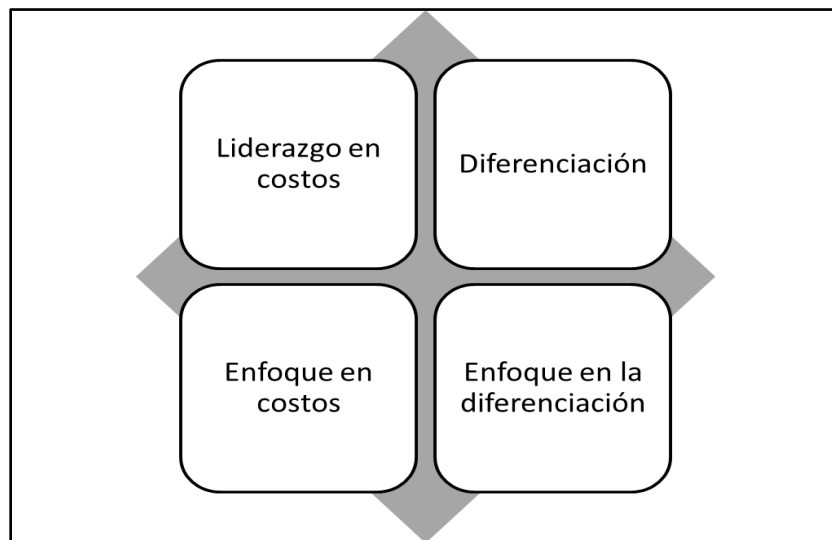 Liderazgo en
costos
Diferenciación
Enfoque en
costos
Enfoque en la
diferenciación